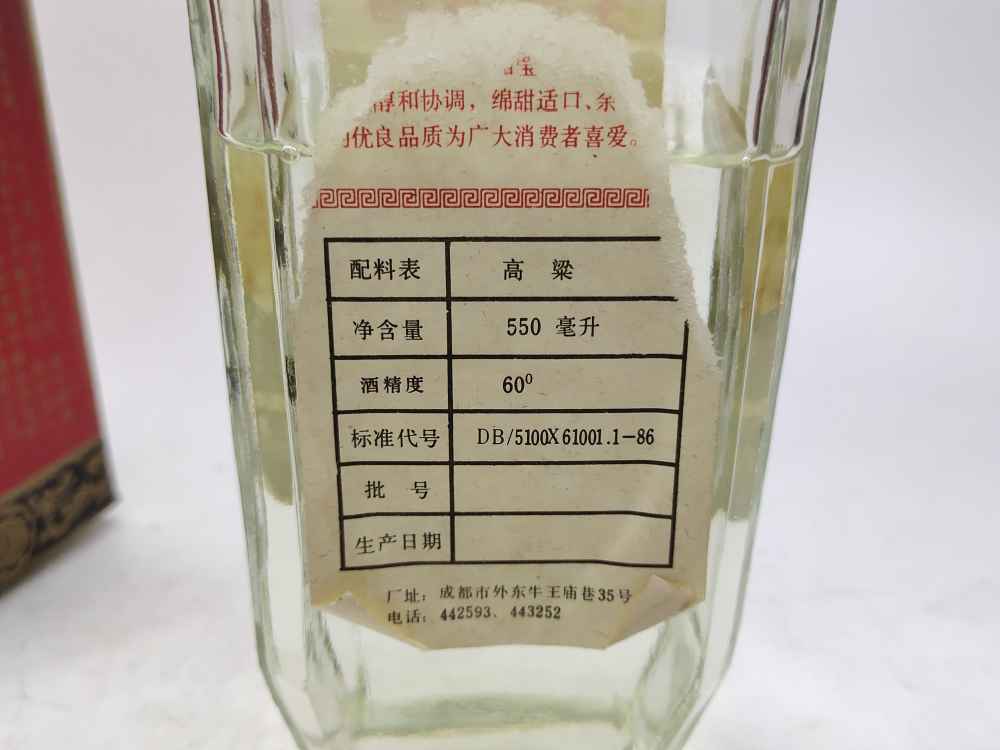 醇和协调，绵甜适口、余
的优良品质为广大消费者喜爱。
配料表 高 粱
净含量 550 毫升
酒精度 60⁰
标准代号 DB/5100X61001.1-86
批 号
生产日期
厂址：成都市外东牛王庙巷35号
电话：442593、443252